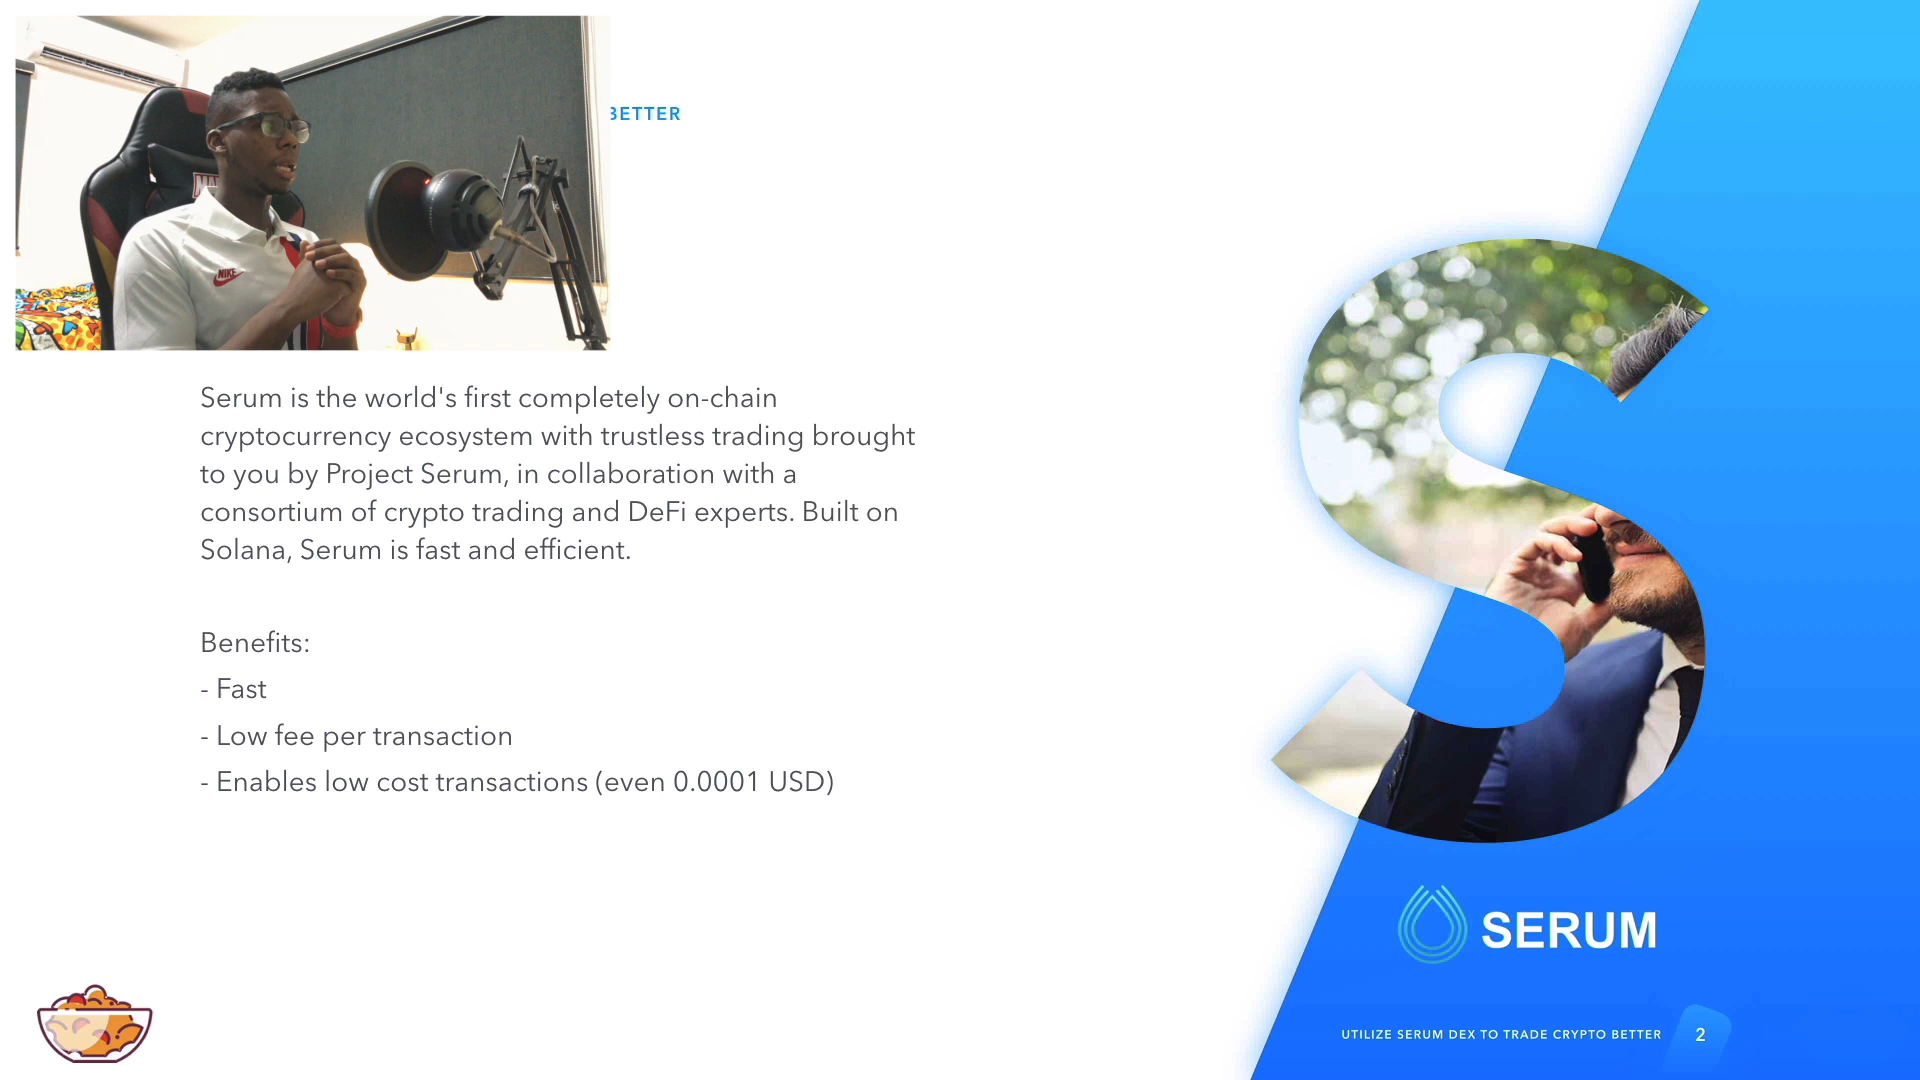 BETTER
NIKE
Serum is the world's first completely on-chain
cryptocurrency ecosystem with trustless trading brought
to you by Project Serum, in collaboration with a
consortium of crypto trading and DeFi experts. Built on
Solana, Serum is fast and efficient.
Benefits:
- Fast
- Low fee per transaction
- Enables low cost transactions (even 0.0001 USD)
SERUM
UTILIZE SERUM DEX TO TRADE CRYPTO BETTER
2